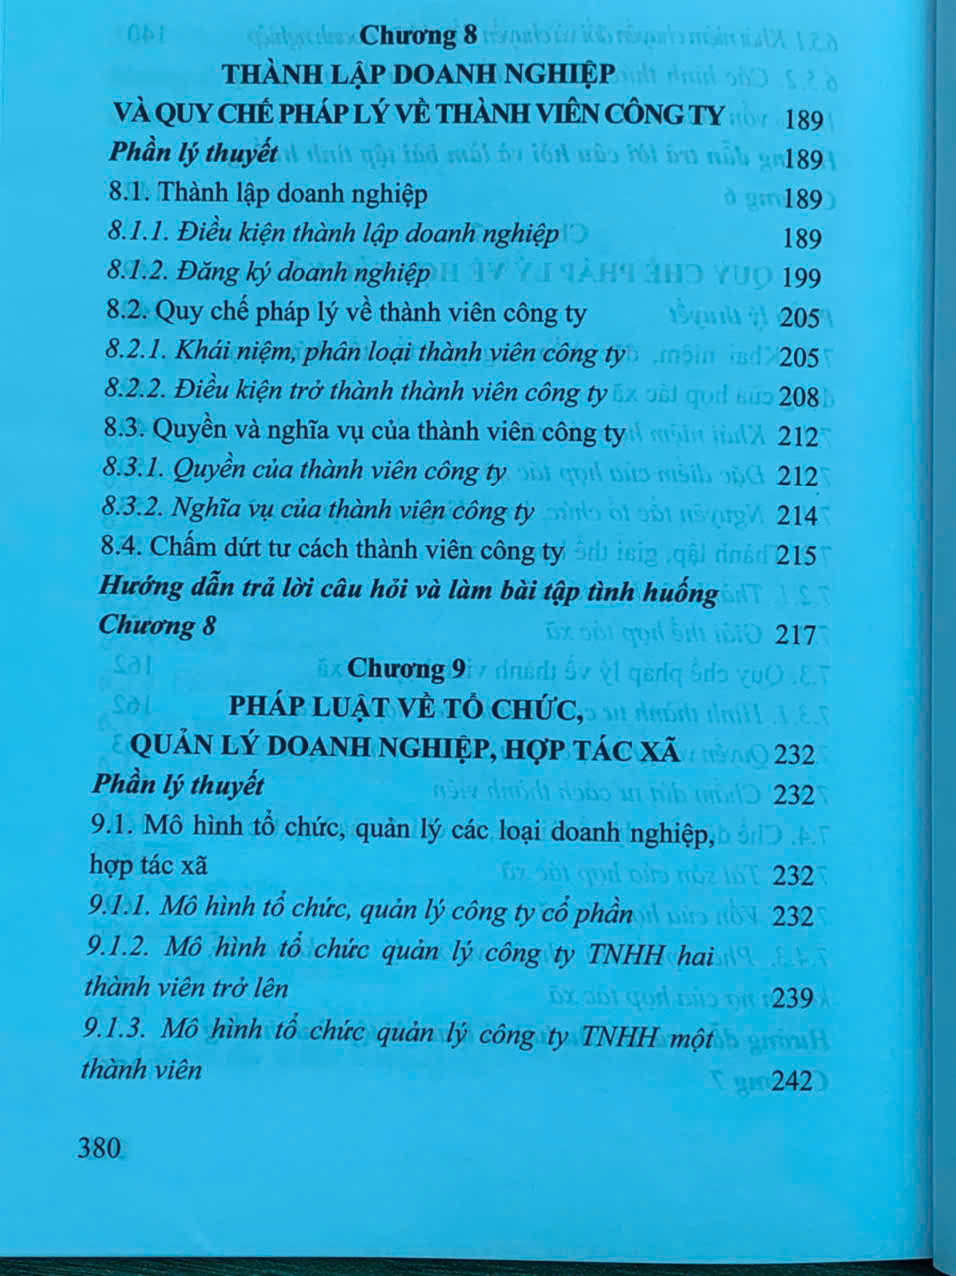 Chương 8
THÀNH LẬP DOANH NGHIỆP
VÀ QUY CHẾ PHÁP LÝ VỀ THÀNH VIÊN CÔNG TY 189
Phần lý thuyết 189
8.1. Thành lập doanh nghiệp 189
8.1.1. Điều kiện thành lập doanh nghiệp 189
8.1.2. Đăng ký doanh nghiệp 199
8.2. Quy chế pháp lý về thành viên công ty 205
8.2.1. Khái niệm, phân loại thành viên công ty 205
8.2.2. Điều kiện trở thành thành viên công ty 208
8.3. Quyền và nghĩa vụ của thành viên công ty 212
8.3.1. Quyền của thành viên công ty 212
8.3.2. Nghĩa vụ của thành viên công ty 214
8.4. Chấm dứt tư cách thành viên công ty 215
Hướng dẫn trả lời câu hỏi và làm bài tập tình huống
Chương 8 217
Chương 9
PHÁP LUẬT VỀ TỔ CHỨC,
QUẢN LÝ DOANH NGHIỆP, HỢP TÁC XÃ 232
Phần lý thuyết 232
9.1. Mô hình tổ chức, quản lý các loại doanh nghiệp,
hợp tác xã 232
9.1.1. Mô hình tổ chức, quản lý công ty cổ phần 232
9.1.2. Mô hình tổ chức quản lý công ty TNHH hai
thành viên trở lên 239
9.1.3. Mô hình tổ chức quản lý công ty TNHH một
thành viên 242
380